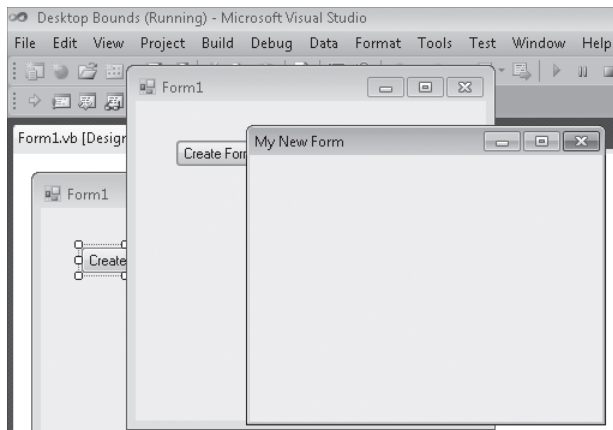 Desktop Bounds (Running) - Microsoft Visual Studio
File Edit View Project Build Debug Data Format Tools Test Window Help
Form1
Form1.vb [Design
Create Form
My New Form
Form1
Create